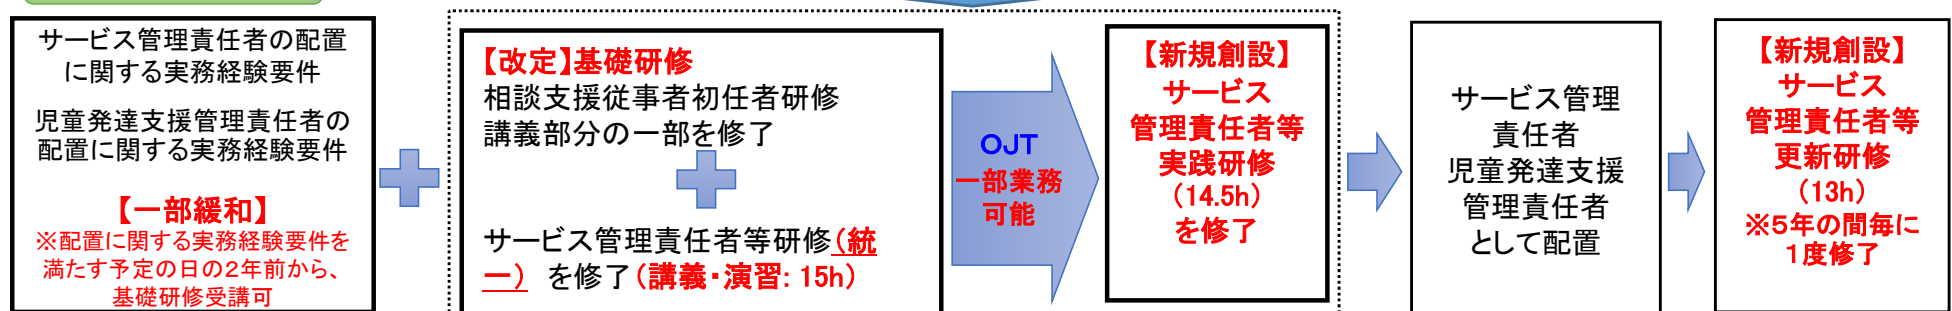 サービス管理責任者の配置
に関する実務経験要件
児童発達支援管理責任者の
配置に関する実務経験要件
【一部緩和】
※配置に関する実務経験要件を
満たす予定の日の２年前から、
基礎研修受講可
【改定】基礎研修
相談支援従事者初任者研修
講義部分の一部を修了
サービス管理責任者等研修(統
一) を修了(講義・演習: 15h)
OJT
一部業務
可能
【新規創設】
サービス
管理責任者等
実践研修
(14.5h)
を修了
サービス管理
責任者
児童発達支援
管理責任者
として配置
【新規創設】
サービス
管理責任者等
更新研修
(13h)
※５年の間毎に
１度修了